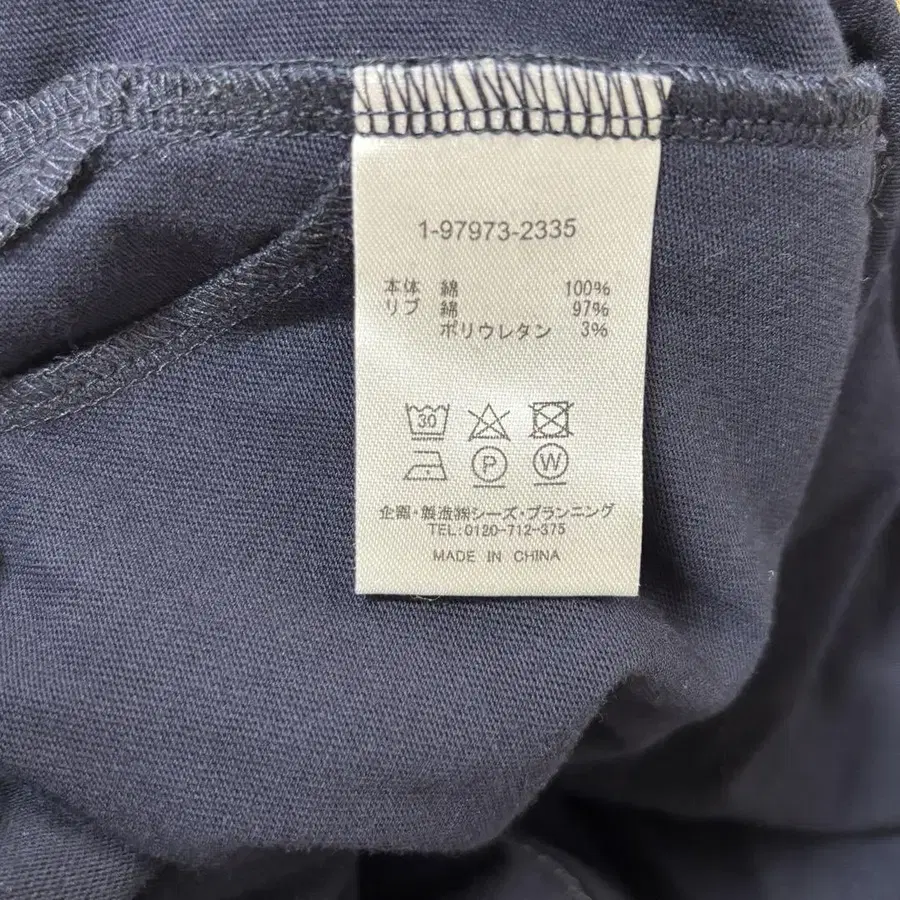 1-97973-2335
本体 綿 100%
リブ 綿 97%
ポリウレタン 3%
30
P W
企画・製造㈱シーズ・プランニング
TEL:0120-712-375
MADE IN CHINA